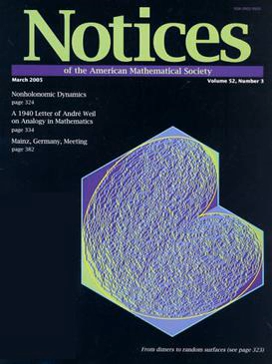 Notices
of the American Mathematical Society
March 2005
Volume 52, Number 3
Nonholonomic Dynamics
page 324
A 1940 Letter of André Weil
on Analogy in Mathematics
page 334
Mainz, Germany, Meeting
page 382
From dimers to random surfaces (see page 323)